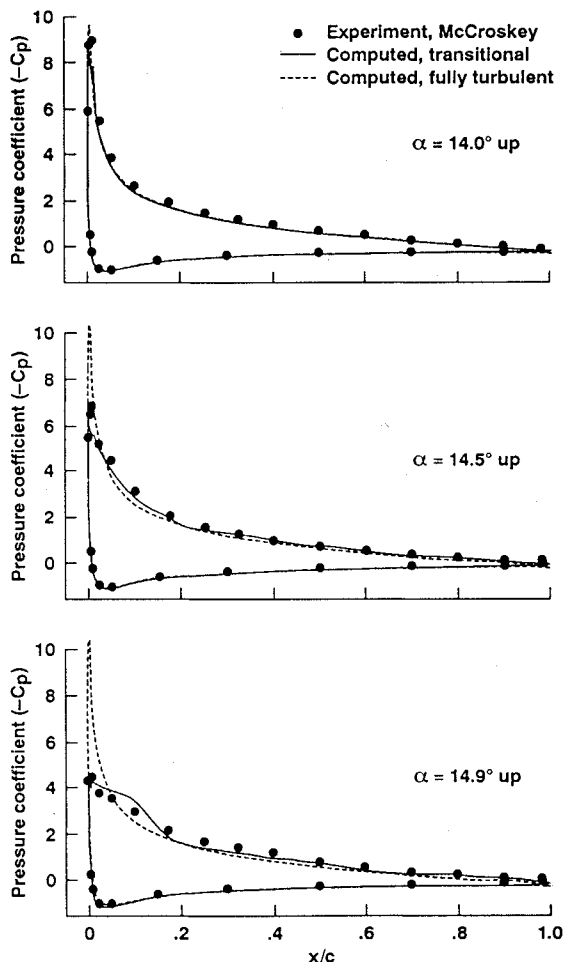 Experiment, McCroskey
Computed, transitional
Computed, fully turbulent
Pressure coefficient (–Cp)
10
8
6
4
2
0
α = 14.0° up
Pressure coefficient (–Cp)
10
8
6
4
2
0
α = 14.5° up
Pressure coefficient (–Cp)
10
8
6
4
2
0
α = 14.9° up
0 .2 .4 .6 .8 1.0
x/c